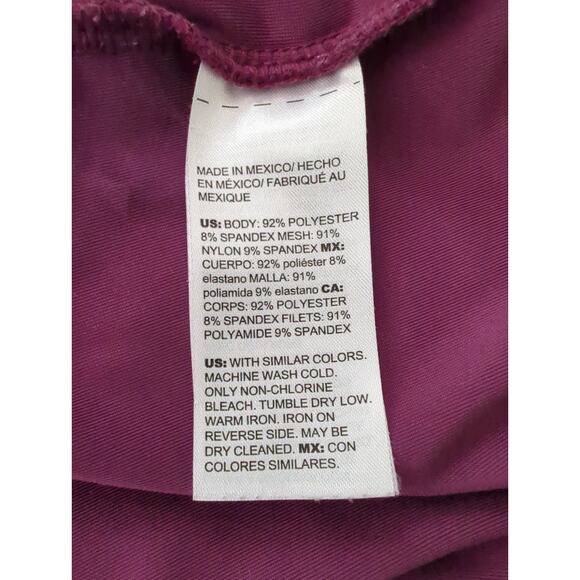 MADE IN MEXICO/ HECHO
EN MÉXICO/ FABRIQUÉ AU
MEXIQUE
US: BODY: 92% POLYESTER
8% SPANDEX MESH: 91%
NYLON 9% SPANDEX MX:
CUERPO: 92% poliéster 8%
elastano MALLA: 91%
poliamida 9% elastano CA:
CORPS: 92% POLYESTER
8% SPANDEX FILETS: 91%
POLYAMIDE 9% SPANDEX
US: WITH SIMILAR COLORS.
MACHINE WASH COLD.
ONLY NON-CHLORINE
BLEACH. TUMBLE DRY LOW.
WARM IRON. IRON ON
REVERSE SIDE. MAY BE
DRY CLEANED. MX: CON
COLORES SIMILARES.